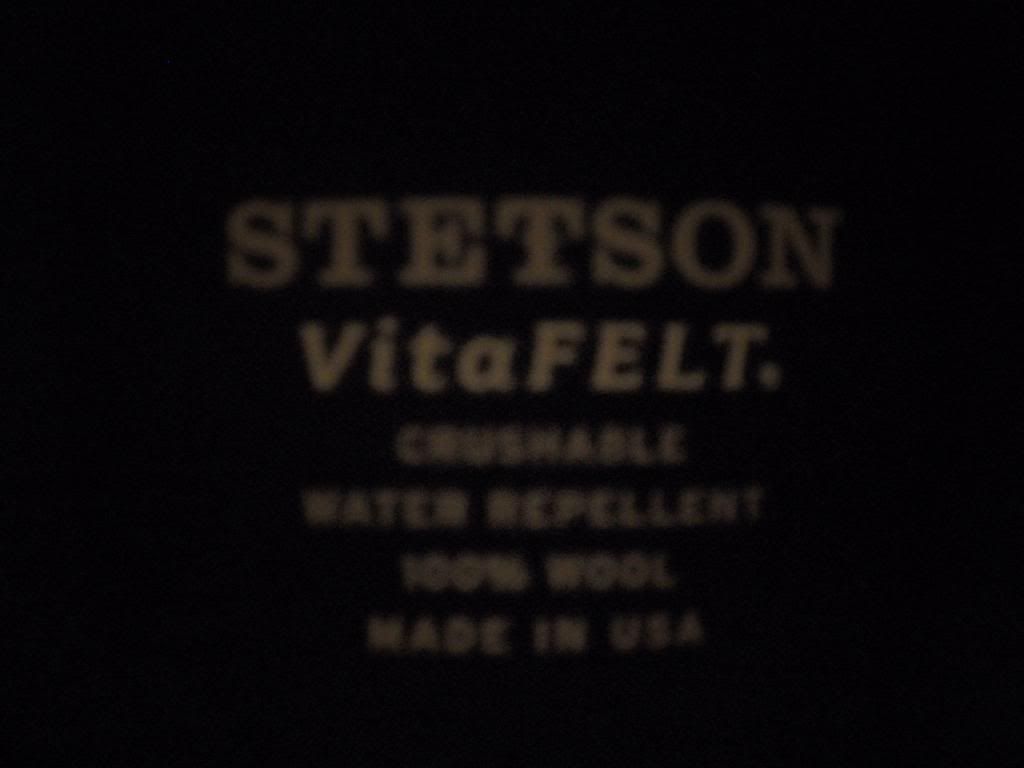 STETSON
VitaFELT.
CRUSHABLE
WATER REPELLENT
100% WOOL
MADE IN USA